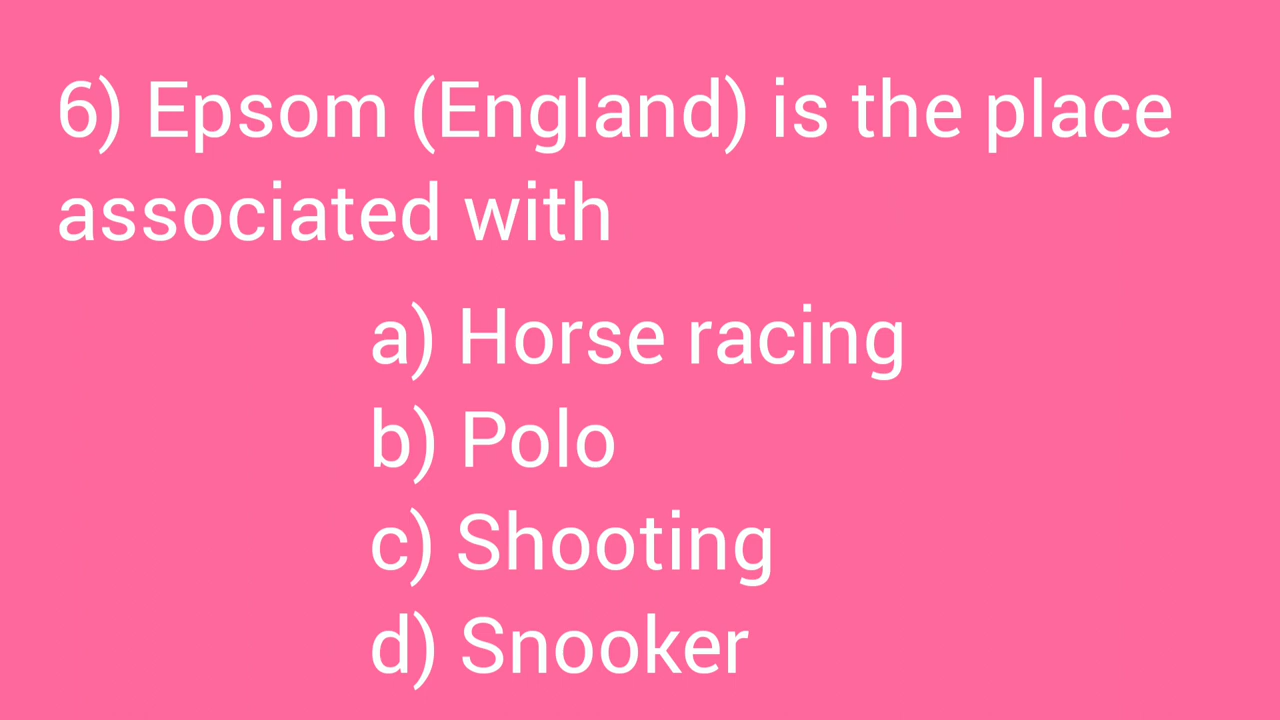 6) Epsom (England) is the place
associated with
a) Horse racing
b) Polo
c) Shooting
d) Snooker